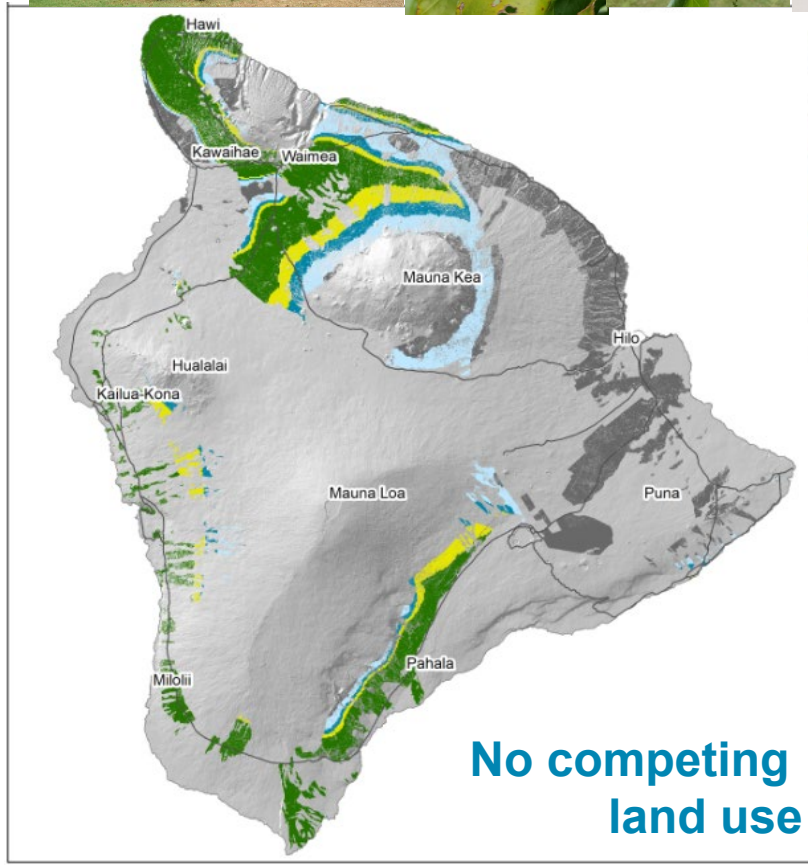 Hawi
Kawaihae
Waimea
Mauna Kea
Hilo
Hualalai
Kailua-Kona
Mauna Loa
Puna
Pahala
Milolii
No competing
land use